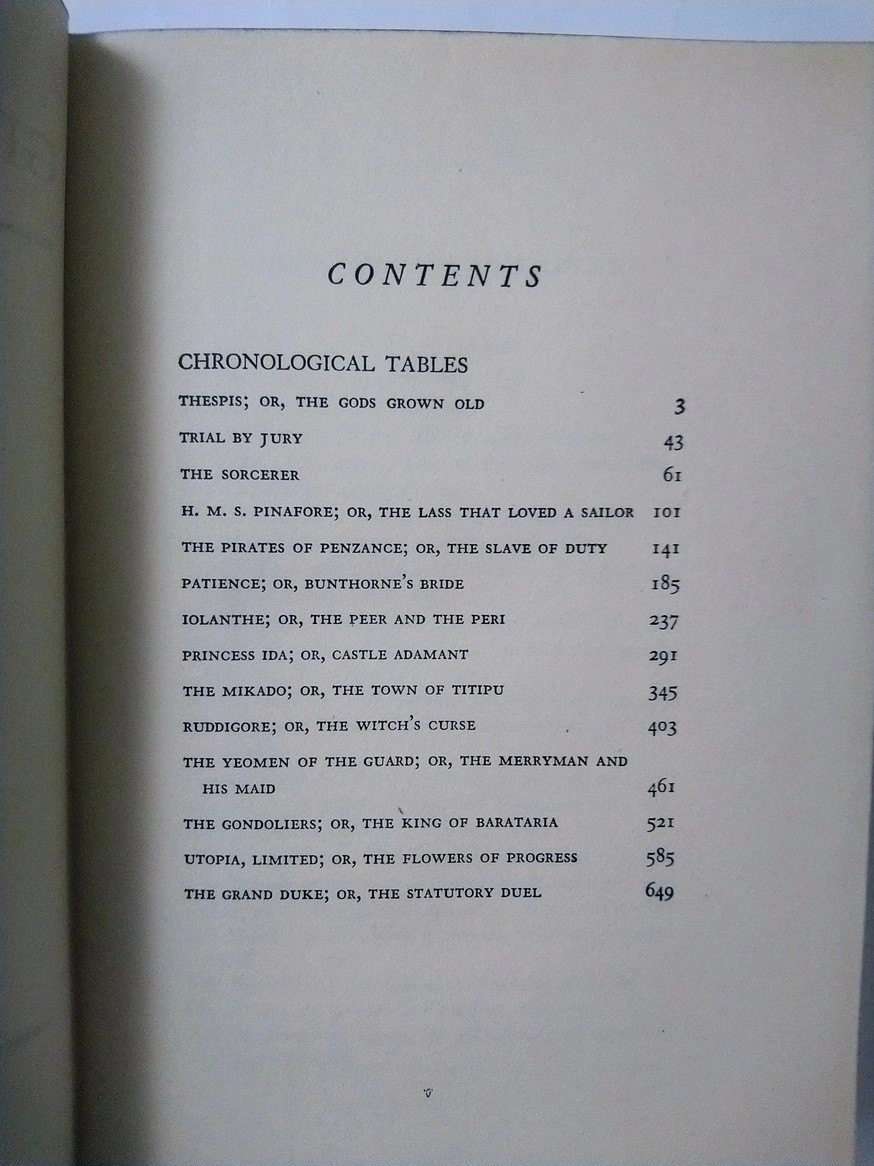 CONTENTS
CHRONOLOGICAL TABLES
THESPIS; OR, THE GODS GROWN OLD 3
TRIAL BY JURY 43
THE SORCERER 61
H. M. S. PINAFORE; OR, THE LASS THAT LOVED A SAILOR 101
THE PIRATES OF PENZANCE; OR, THE SLAVE OF DUTY 141
PATIENCE; OR, BUNTHORNE'S BRIDE 185
IOLANTHE; OR, THE PEER AND THE PERI 237
PRINCESS IDA; OR, CASTLE ADAMANT 291
THE MIKADO; OR, THE TOWN OF TITIPU 345
RUDDIGORE; OR, THE WITCH'S CURSE 403
THE YEOMEN OF THE GUARD; OR, THE MERRYMAN AND
HIS MAID 461
THE GONDOLIERS; OR, THE KING OF BARATARIA 521
UTOPIA, LIMITED; OR, THE FLOWERS OF PROGRESS 585
THE GRAND DUKE; OR, THE STATUTORY DUEL 649
v